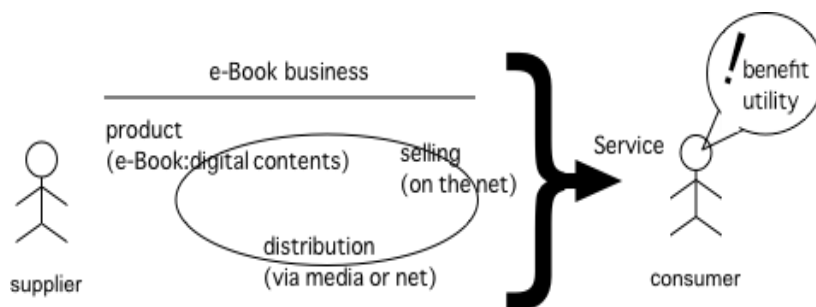 e-Book business
product
(e-Book:digital contents)
selling
(on the net)
distribution
(via media or net)
supplier
Service
!
benefit
utility
consumer